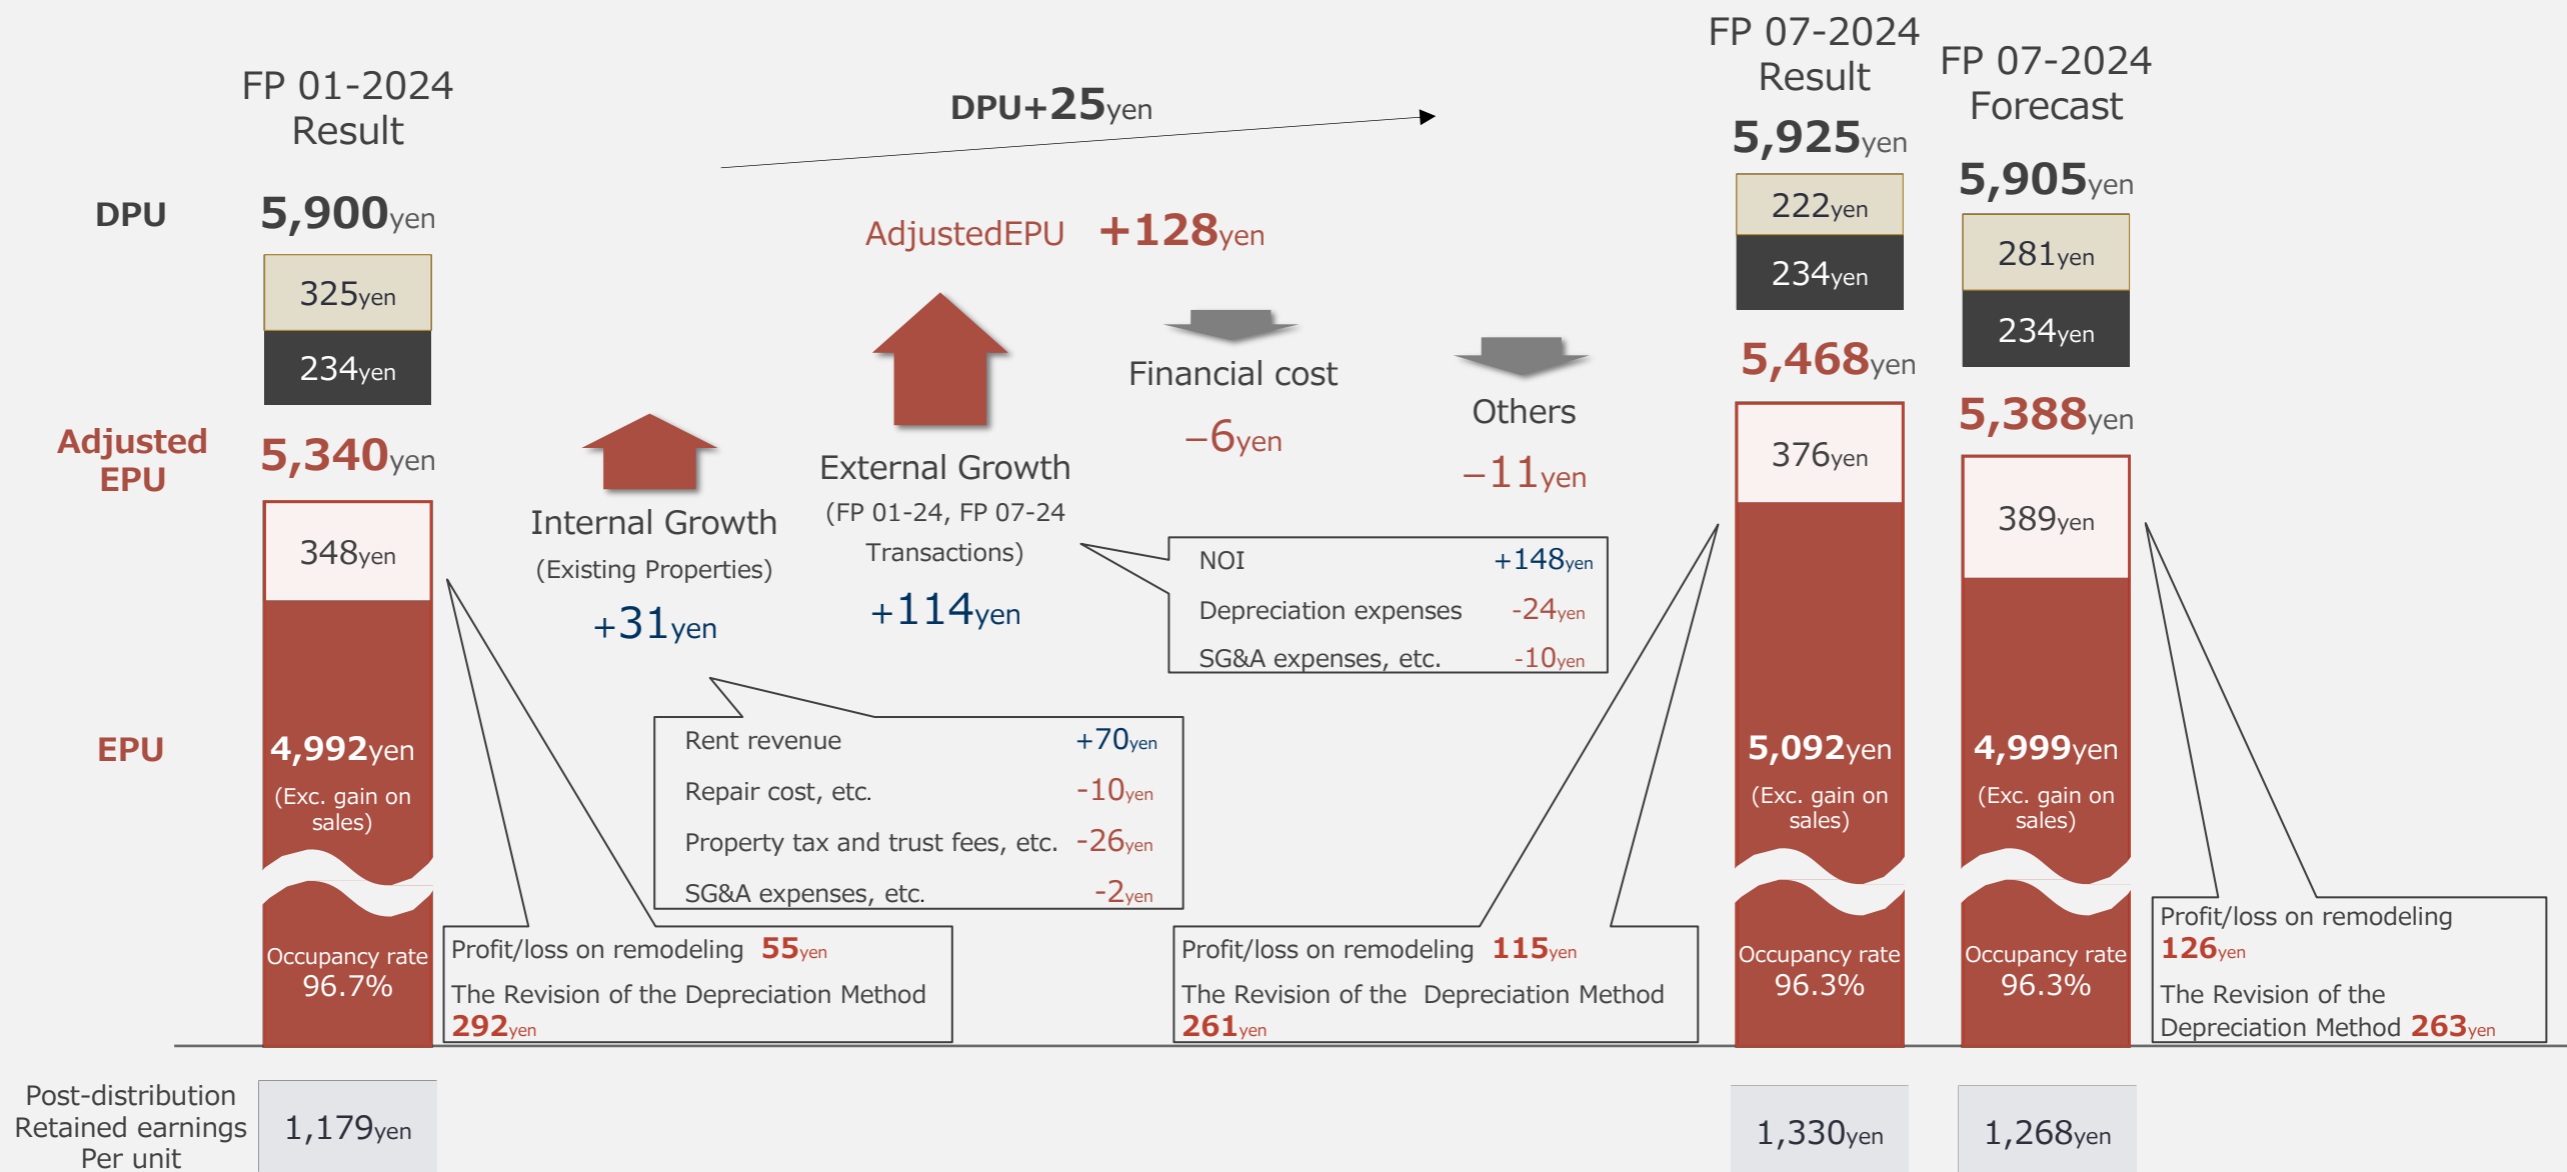 FP 01-2024
Result
DPU
5,900yen
325yen
234yen
Adjusted
EPU
5,340yen
348yen
EPU
4,992yen
(Exc. gain on
sales)
Occupancy rate
96.7%
Profit/loss on remodeling 55yen
The Revision of the Depreciation Method
292yen
DPU+25yen
AdjustedEPU +128yen
Internal Growth
(Existing Properties)
+31yen
Rent revenue +70yen
Repair cost, etc. -10yen
Property tax and trust fees, etc. -26yen
SG&A expenses, etc. -2yen
External Growth
(FP 01-24, FP 07-24
Transactions)
+114yen
NOI +148yen
Depreciation expenses -24yen
SG&A expenses, etc. -10yen
Financial cost
−6yen
Others
−11yen
FP 07-2024
Result
5,925yen
222yen
234yen
5,468yen
376yen
5,092yen
(Exc. gain on
sales)
Occupancy rate
96.3%
Profit/loss on remodeling 115yen
The Revision of the Depreciation Method
261yen
FP 07-2024
Forecast
5,905yen
281yen
234yen
5,388yen
389yen
4,999yen
(Exc. gain on
sales)
Occupancy rate
96.3%
Profit/loss on remodeling
126yen
The Revision of the
Depreciation Method 263yen
Post-distribution
Retained earnings
Per unit
1,179yen
1,330yen
1,268yen